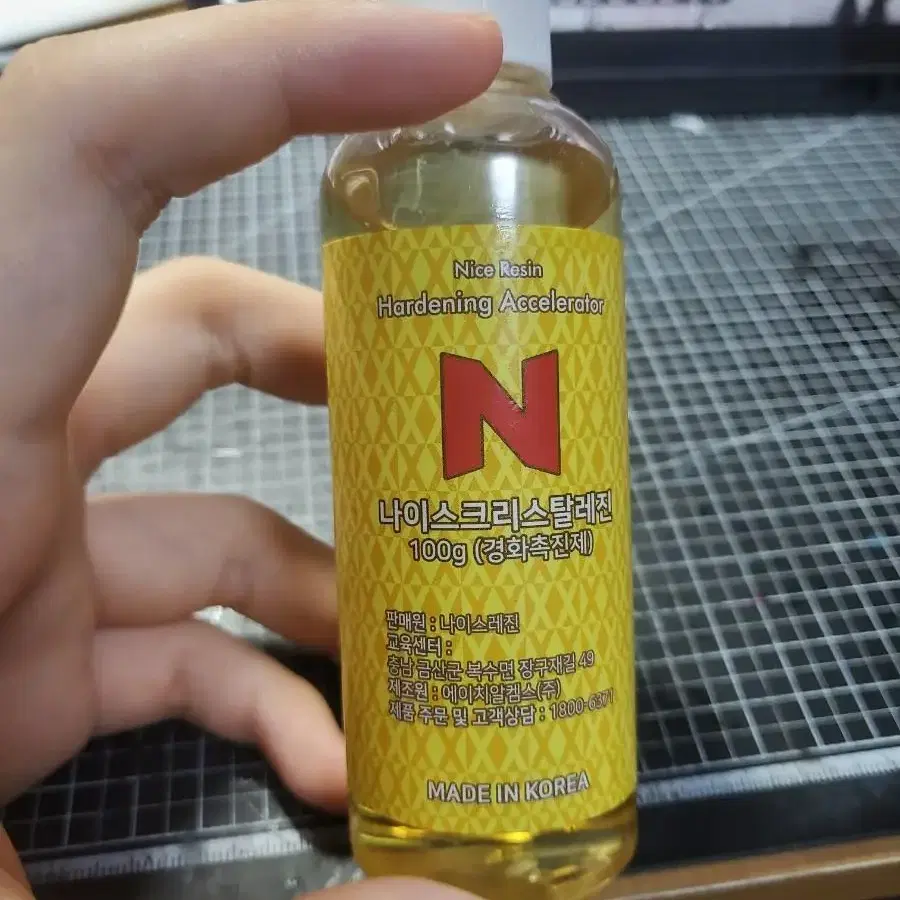 Nice Resin
Hardening Accelerator
N
나이스크리스탈레진
100g (경화촉진제)
판매원 : 나이스레진
교육센터 :
충남 금산군 복수면 장구재길 49
제조원 : 에이치알켐스(주)
제품 주문 및 고객상담 : 1800-6371
MADE IN KOREA